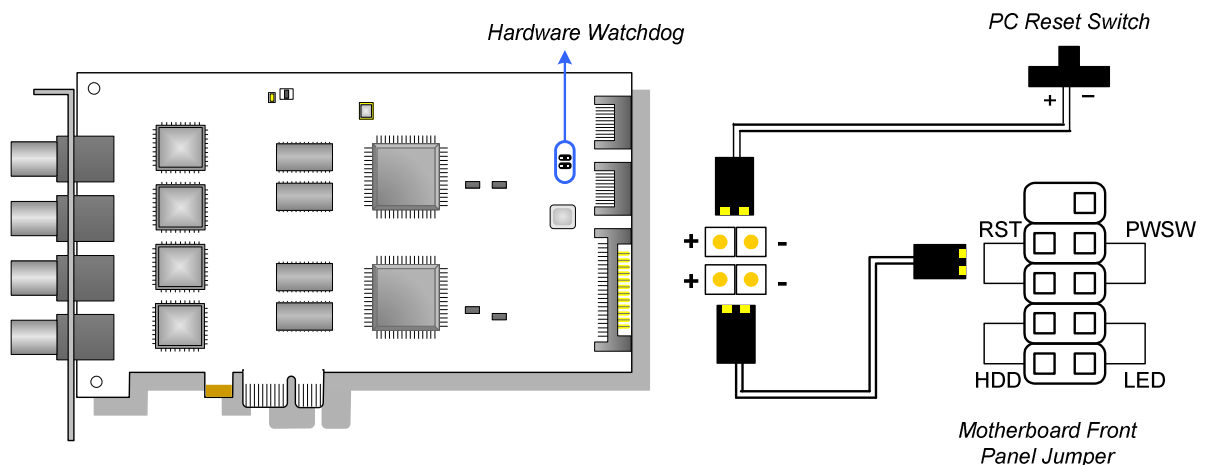 Hardware Watchdog
PC Reset Switch
+ −
+ -
+ -
RST PWSW
HDD LED
Motherboard Front
Panel Jumper